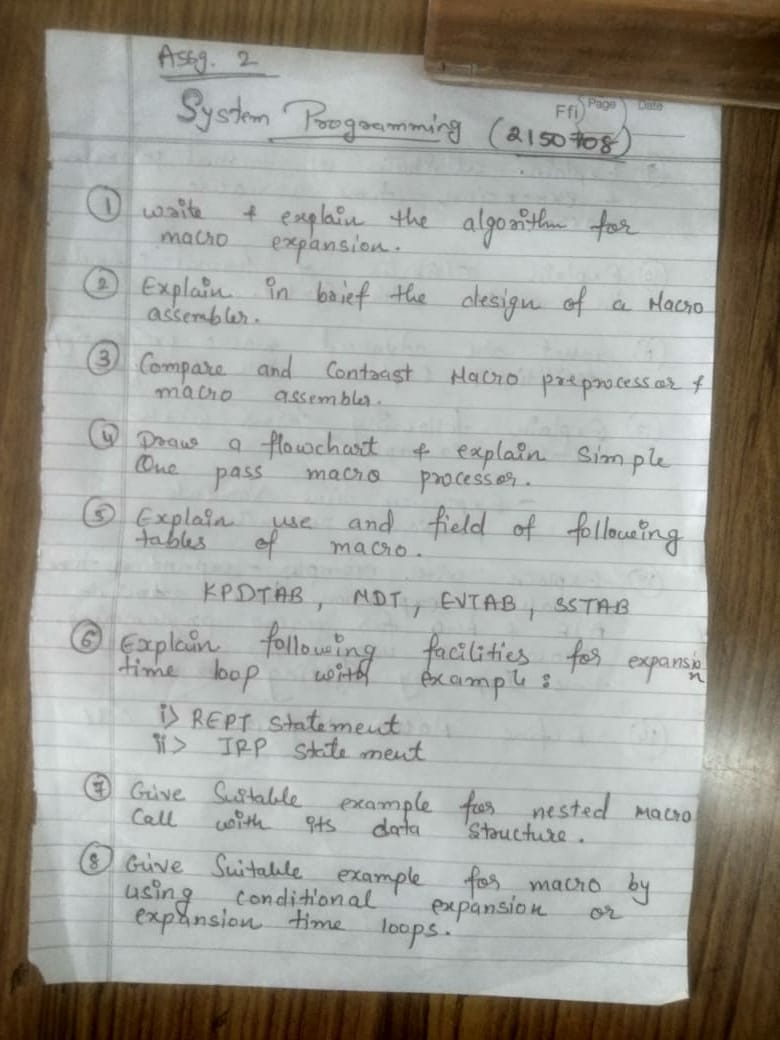 Assg. 2
Page Date
System Programming (2150708)
① write & explain the algorithm for
macro expansion.
② Explain in brief the design of a Macro
assembler.
③ Compare and Contrast Macro preprocessor &
macro assembler.
④ Draw a flowchart & explain Simple
One pass macro processor.
⑤ Explain use and field of following
tables of macro.
KPDTAB, MDT, EVTAB, SSTAB
⑥ Explain following facilities for expansion
time loop with example:
i> REPT statement
ii> IRP statement
⑦ Give Suitable example for nested Macro
Call with its data Structure.
⑧ Give Suitable example for macro by
using conditional expansion or
expansion time loops.